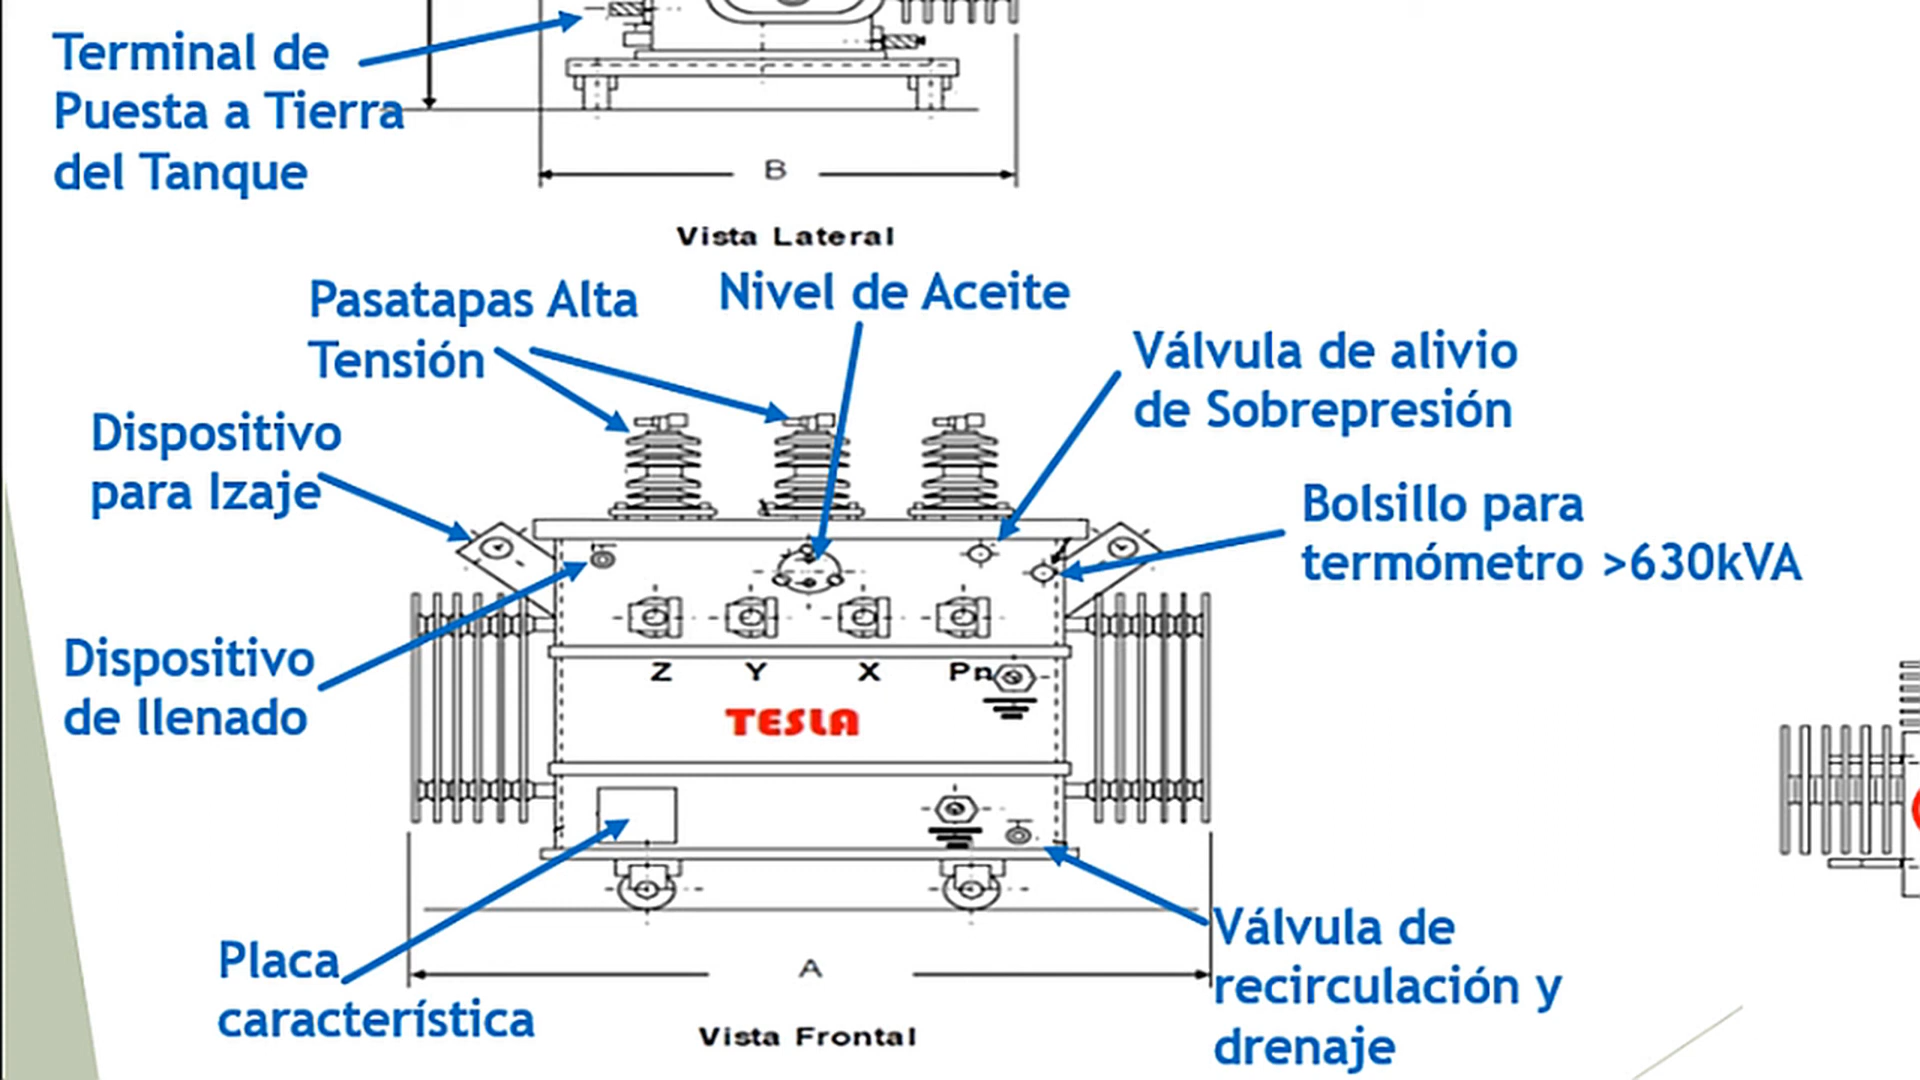 Terminal de
Puesta a Tierra
del Tanque
B
Vista Lateral
Pasatapas Alta
Tensión
Nivel de Aceite
Válvula de alivio
de Sobrepresión
Dispositivo
para Izaje
Bolsillo para
termómetro >630kVA
Dispositivo
de llenado
Z Y X Pn
TESLA
Placa
característica
A
Válvula de
recirculación y
drenaje
Vista Frontal